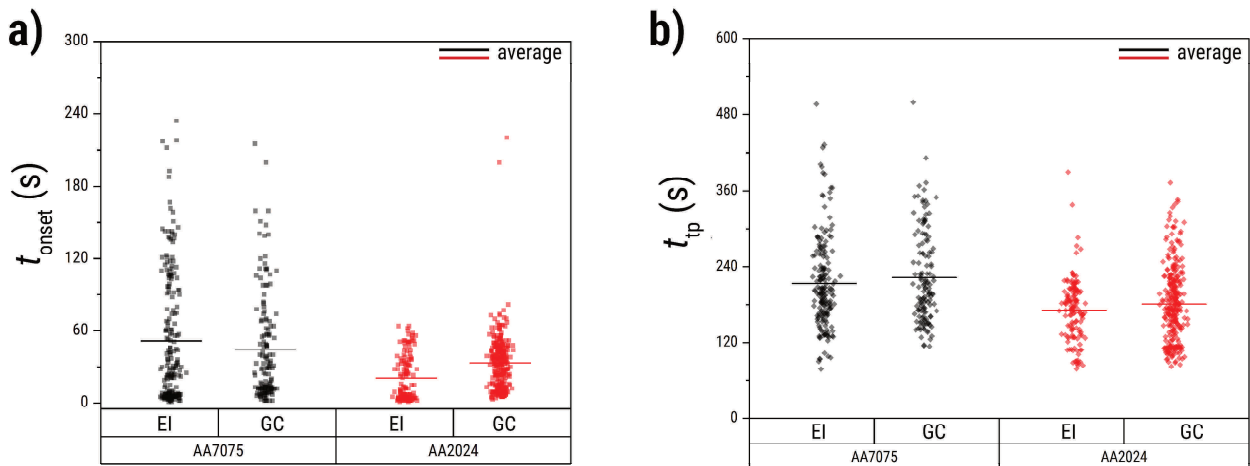 a)
average
300
240
180
120
60
0
t onset (s)
EI GC EI GC
AA7075 AA2024
b)
average
600
480
360
240
120
0
t tp (s)
EI GC EI GC
AA7075 AA2024